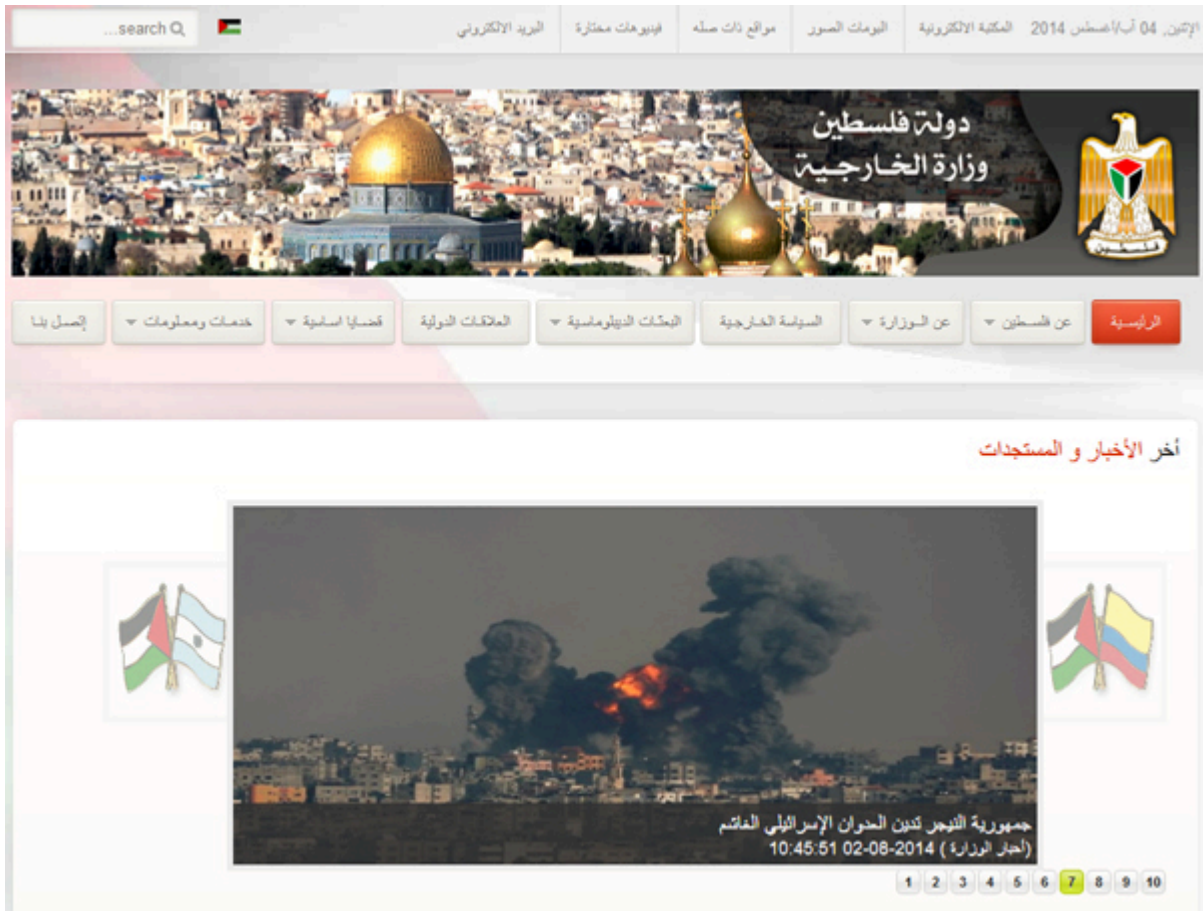 الإثنين, 04 آب/أغسطس 2014
المكتبة الالكترونية
البومات الصور
مواقع ذات صله
فيديوهات مختارة
البريد الالكتروني
search...
دولة فلسطين
وزارة الخارجية
فلسطين
الرئيسية
عن فلسطين
عن الوزارة
السياسة الخارجية
البعثات الديبلوماسية
العلاقات الدولية
قضايا اساسية
خدمات ومعلومات
إتصل بنا
أخر الأخبار و المستجدات
جمهورية النيجر تدين العدوان الإسرائيلي الغاشم
(أخبار الوزارة ) 2014-08-02 10:45:51
1 2 3 4 5 6 7 8 9 10